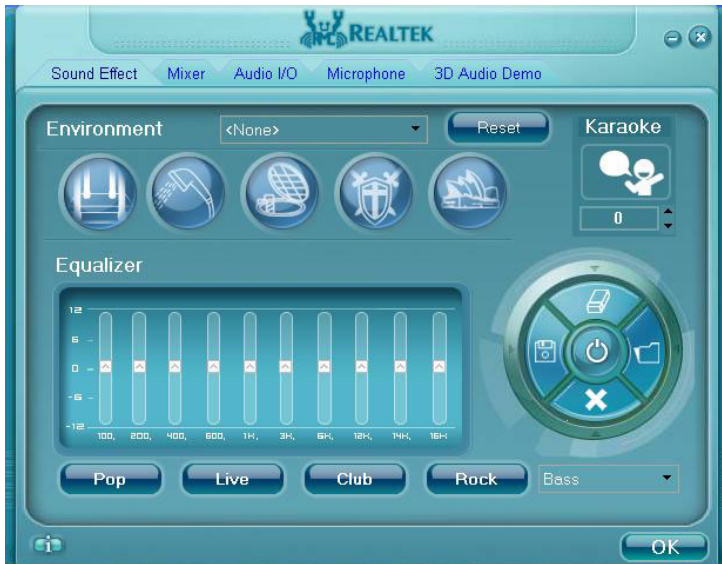 REALTEK
Sound Effect Mixer Audio I/O Microphone 3D Audio Demo
Environment <None> Reset Karaoke
0
Equalizer
12
6
0
-6
-12
100, 200, 400, 600, 1K, 3K, 6K, 12K, 14K, 16K
Pop Live Club Rock Bass
i OK